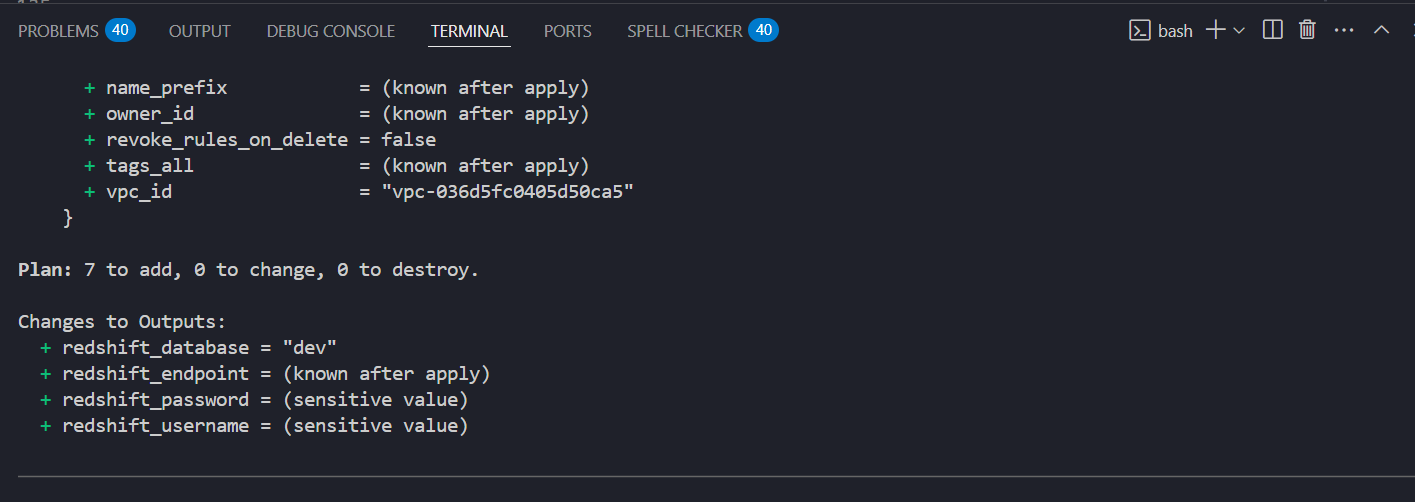 PROBLEMS 40 OUTPUT DEBUG CONSOLE TERMINAL PORTS SPELL CHECKER 40 bash
+ name_prefix = (known after apply)
+ owner_id = (known after apply)
+ revoke_rules_on_delete = false
+ tags_all = (known after apply)
+ vpc_id = "vpc-036d5fc0405d50ca5"
}
Plan: 7 to add, 0 to change, 0 to destroy.
Changes to Outputs:
+ redshift_database = "dev"
+ redshift_endpoint = (known after apply)
+ redshift_password = (sensitive value)
+ redshift_username = (sensitive value)